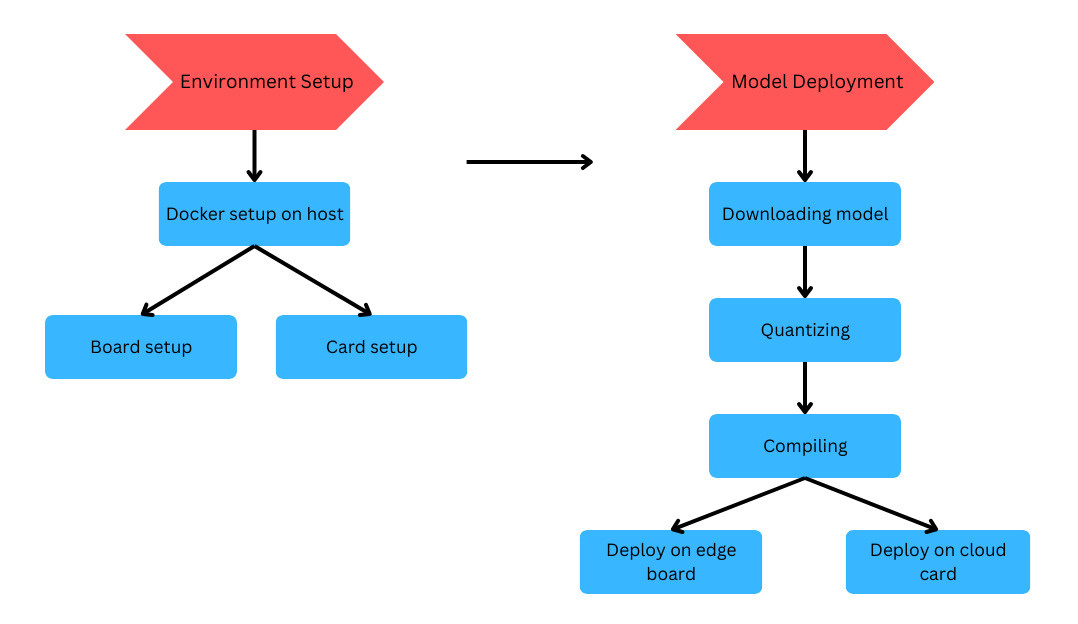 Environment Setup
Docker setup on host
Board setup
Card setup
Model Deployment
Downloading model
Quantizing
Compiling
Deploy on edge
board
Deploy on cloud
card